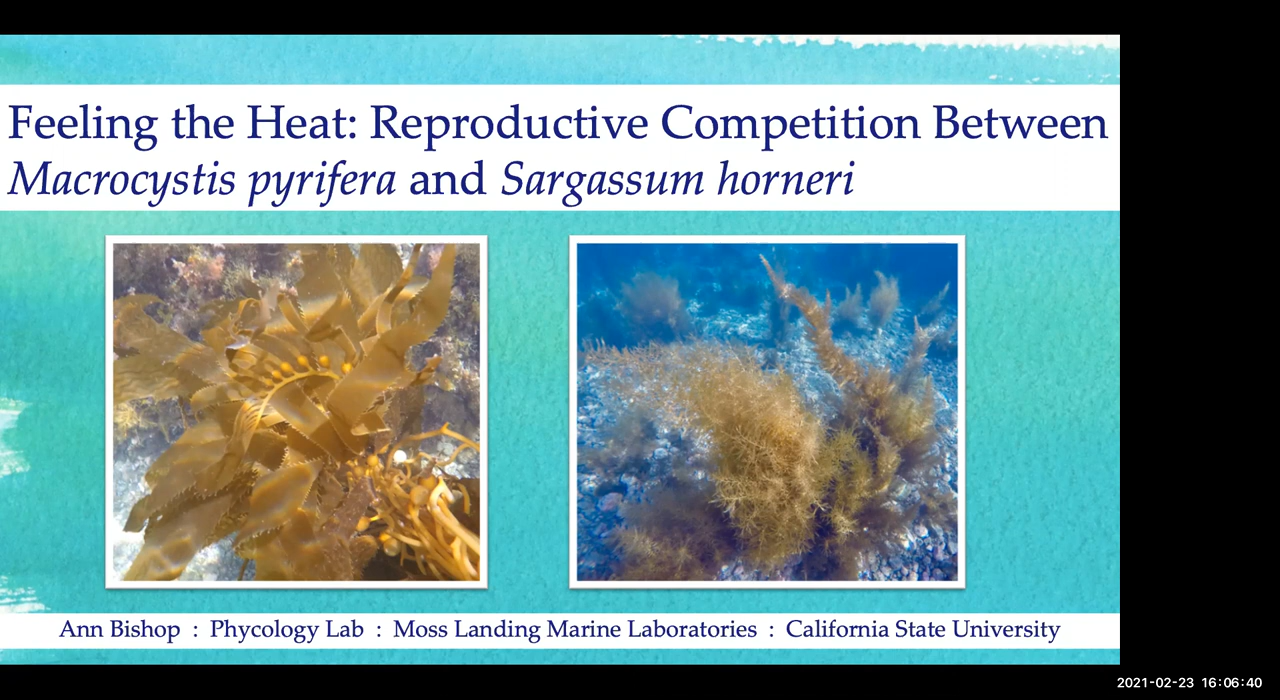 Feeling the Heat: Reproductive Competition Between
Macrocystis pyrifera and Sargassum horneri
Ann Bishop : Phycology Lab : Moss Landing Marine Laboratories : California State University
2021-02-23 16:06:40